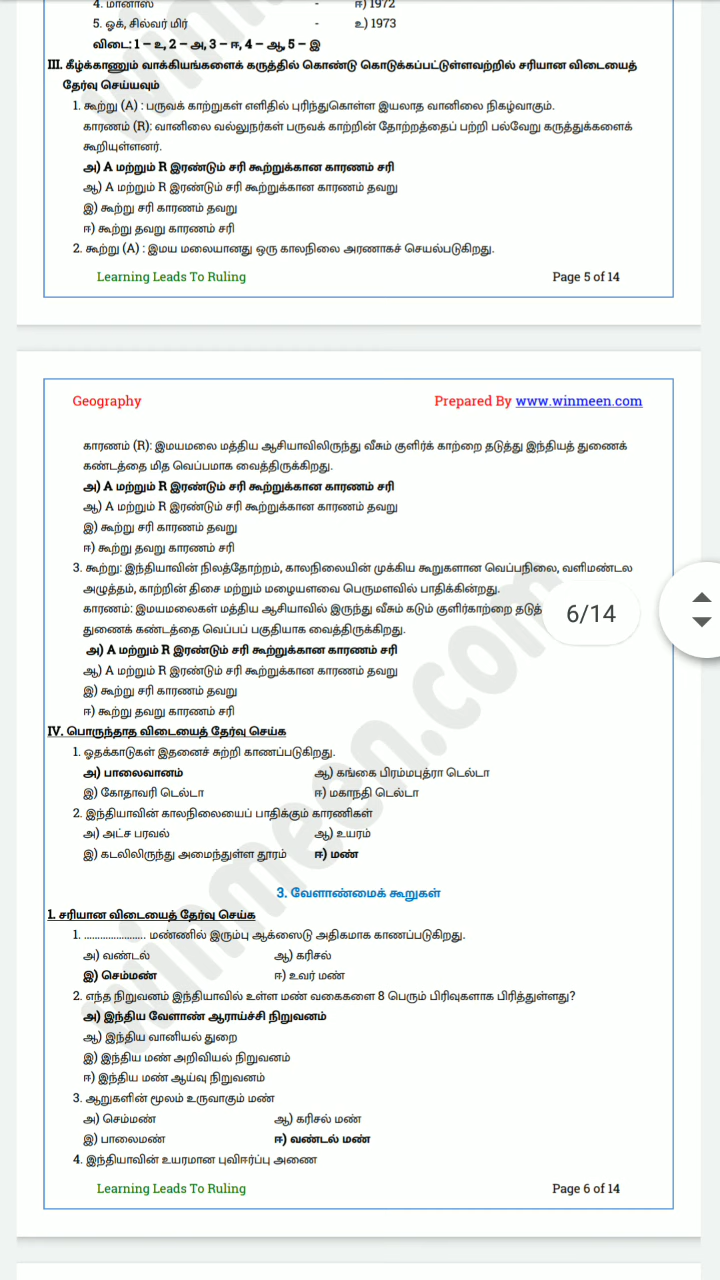 4. மானாஸ் - ஈ) 1972
5. ஓக், சில்வர் மிர் - உ) 1973
விடை: 1 – உ, 2 – அ, 3 – ஈ, 4 – ஆ, 5 – இ
III. கீழ்க்காணும் வாக்கியங்களைக் கருத்தில் கொண்டு கொடுக்கப்பட்டுள்ளவற்றில் சரியான விடையைத்
தேர்வு செய்யவும்
1. கூற்று (A) : பருவக் காற்றுகள் எளிதில் புரிந்துகொள்ள இயலாத வானிலை நிகழ்வாகும்.
காரணம் (R): வானிலை வல்லுநர்கள் பருவக் காற்றின் தோற்றத்தைப் பற்றி பல்வேறு கருத்துக்களைக்
கூறியுள்ளனர்.
அ) A மற்றும் R இரண்டும் சரி கூற்றுக்கான காரணம் சரி
ஆ) A மற்றும் R இரண்டும் சரி கூற்றுக்கான காரணம் தவறு
இ) கூற்று சரி காரணம் தவறு
ஈ) கூற்று தவறு காரணம் சரி
2. கூற்று (A) : இமய மலையானது ஒரு காலநிலை அரணாகச் செயல்படுகிறது.
Learning Leads To Ruling Page 5 of 14
Geography Prepared By www.winmeen.com
காரணம் (R): இமயமலை மத்திய ஆசியாவிலிருந்து வீசும் குளிர்க் காற்றை தடுத்து இந்தியத் துணைக்
கண்டத்தை மித வெப்பமாக வைத்திருக்கிறது.
அ) A மற்றும் R இரண்டும் சரி கூற்றுக்கான காரணம் சரி
ஆ) A மற்றும் R இரண்டும் சரி கூற்றுக்கான காரணம் தவறு
இ) கூற்று சரி காரணம் தவறு
ஈ) கூற்று தவறு காரணம் சரி
3. கூற்று: இந்தியாவின் நிலத்தோற்றம், காலநிலையின் முக்கிய கூறுகளான வெப்பநிலை, வளிமண்டல
அழுத்தம், காற்றின் திசை மற்றும் மழையளவை பெருமளவில் பாதிக்கின்றது.
காரணம்: இமயமலைகள் மத்திய ஆசியாவில் இருந்து வீசும் கடும் குளிர்காற்றை தடுத் 6/14
துணைக் கண்டத்தை வெப்பப் பகுதியாக வைத்திருக்கிறது.
அ) A மற்றும் R இரண்டும் சரி கூற்றுக்கான காரணம் சரி
ஆ) A மற்றும் R இரண்டும் சரி கூற்றுக்கான காரணம் தவறு
இ) கூற்று சரி காரணம் தவறு
ஈ) கூற்று தவறு காரணம் சரி
IV. பொருந்தாத விடையைத் தேர்வு செய்க
1. ஓதக்காடுகள் இதனைச் சுற்றி காணப்படுகிறது.
அ) பாலைவானம் ஆ) கங்கை பிரம்மபுத்ரா டெல்டா
இ) கோதாவரி டெல்டா ஈ) மகாநதி டெல்டா
2. இந்தியாவின் காலநிலையைப் பாதிக்கும் காரணிகள்
அ) அட்ச பரவல் ஆ) உயரம்
இ) கடலிலிருந்து அமைந்துள்ள தூரம் ஈ) மண்
3. வேளாண்மைக் கூறுகள்
1. சரியான விடையைத் தேர்வு செய்க
1. ...................... மண்ணில் இரும்பு ஆக்ஸைடு அதிகமாக காணப்படுகிறது.
அ) வண்டல் ஆ) கரிசல்
இ) செம்மண் ஈ) உவர் மண்
2. எந்த நிறுவனம் இந்தியாவில் உள்ள மண் வகைகளை 8 பெரும் பிரிவுகளாக பிரித்துள்ளது?
அ) இந்திய வேளாண் ஆராய்ச்சி நிறுவனம்
ஆ) இந்திய வானியல் துறை
இ) இந்திய மண் அறிவியல் நிறுவனம்
ஈ) இந்திய மண் ஆய்வு நிறுவனம்
3. ஆறுகளின் மூலம் உருவாகும் மண்
அ) செம்மண் ஆ) கரிசல் மண்
இ) பாலைமண் ஈ) வண்டல் மண்
4. இந்தியாவின் உயரமான புவிஈர்ப்பு அணை
Learning Leads To Ruling Page 6 of 14
winmeen.com